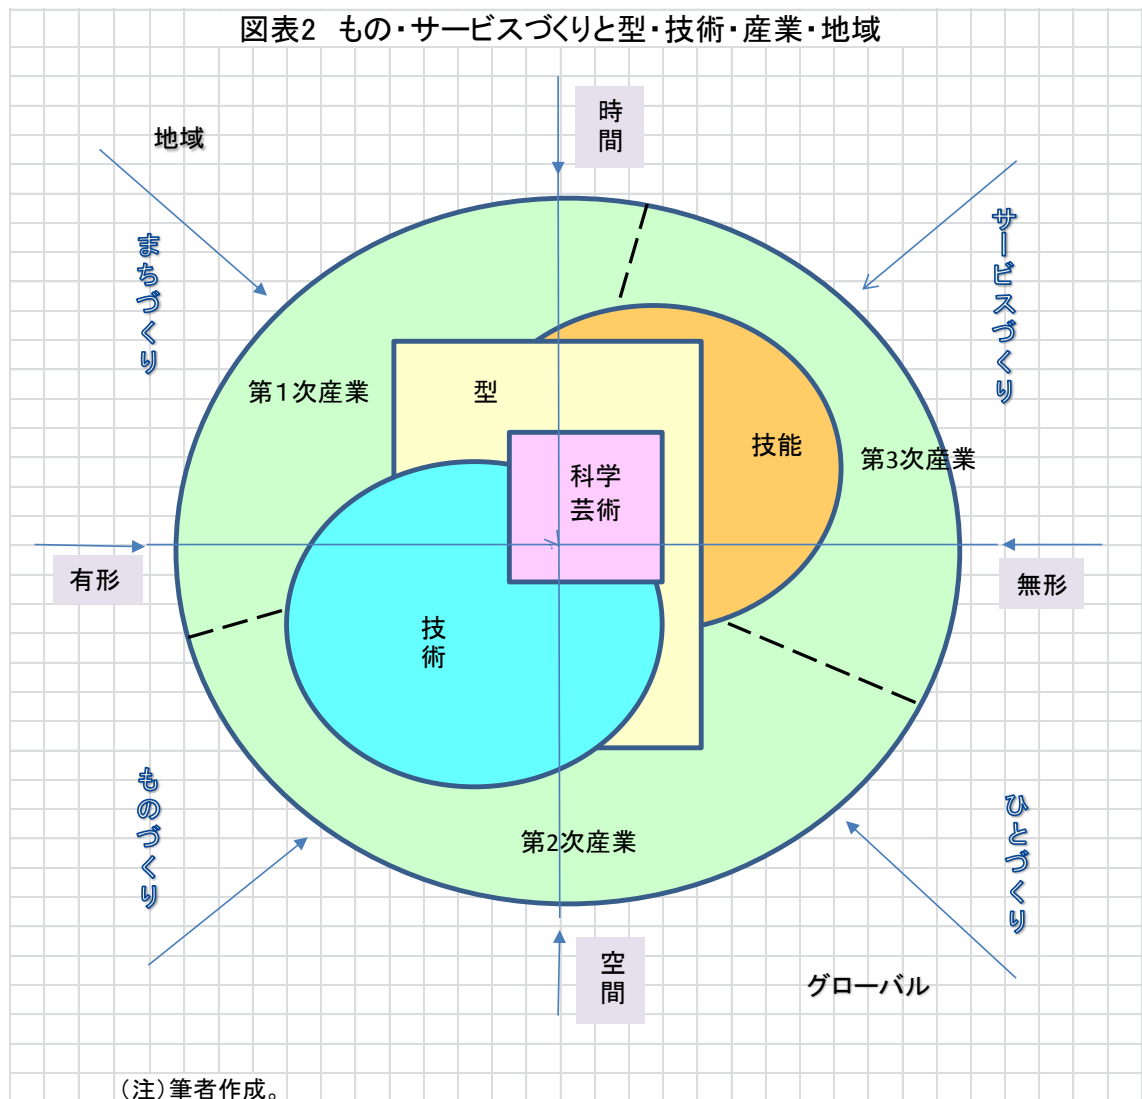 図表2　もの・サービスづくりと型・技術・産業・地域
時
間
地域
まちづくり
サービスづくり
第１次産業
型
技能
第3次産業
科学
芸術
有形
無形
技
術
ものづくり
第2次産業
ひとづくり
空
間
グローバル
（注）筆者作成。